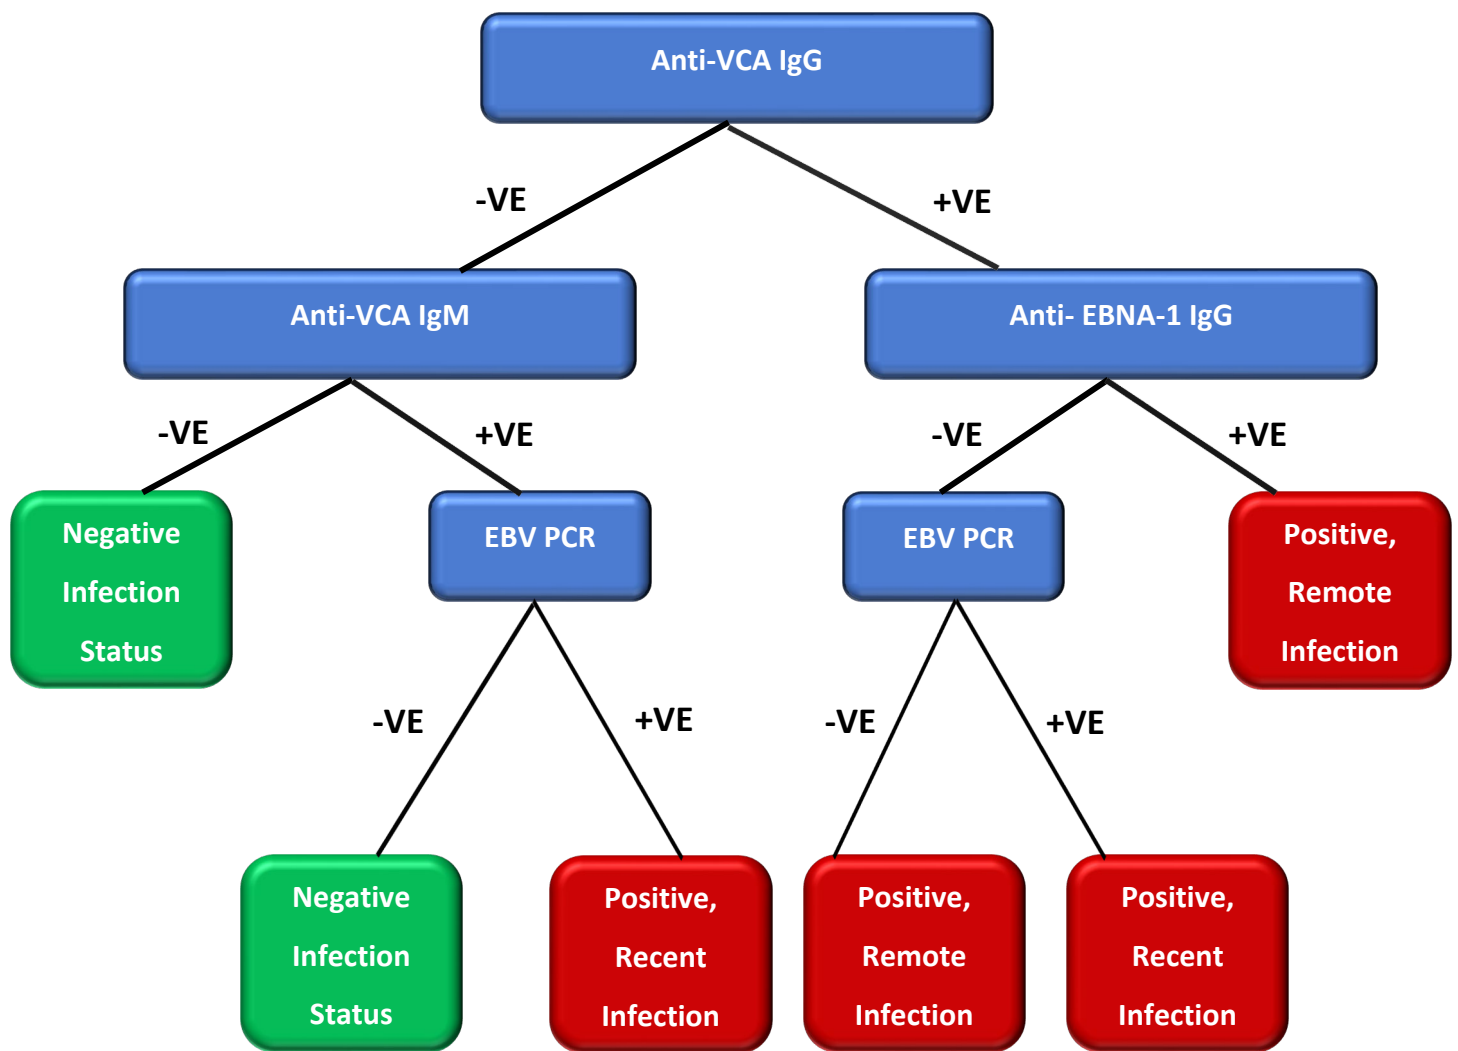 Anti-VCA IgG
-VE
+VE
Anti-VCA IgM
Anti- EBNA-1 IgG
-VE
+VE
-VE
+VE
Negative
Infection
Status
EBV PCR
EBV PCR
Positive,
Remote
Infection
-VE
+VE
-VE
+VE
Negative
Infection
Status
Positive,
Recent
Infection
Positive,
Remote
Infection
Positive,
Recent
Infection